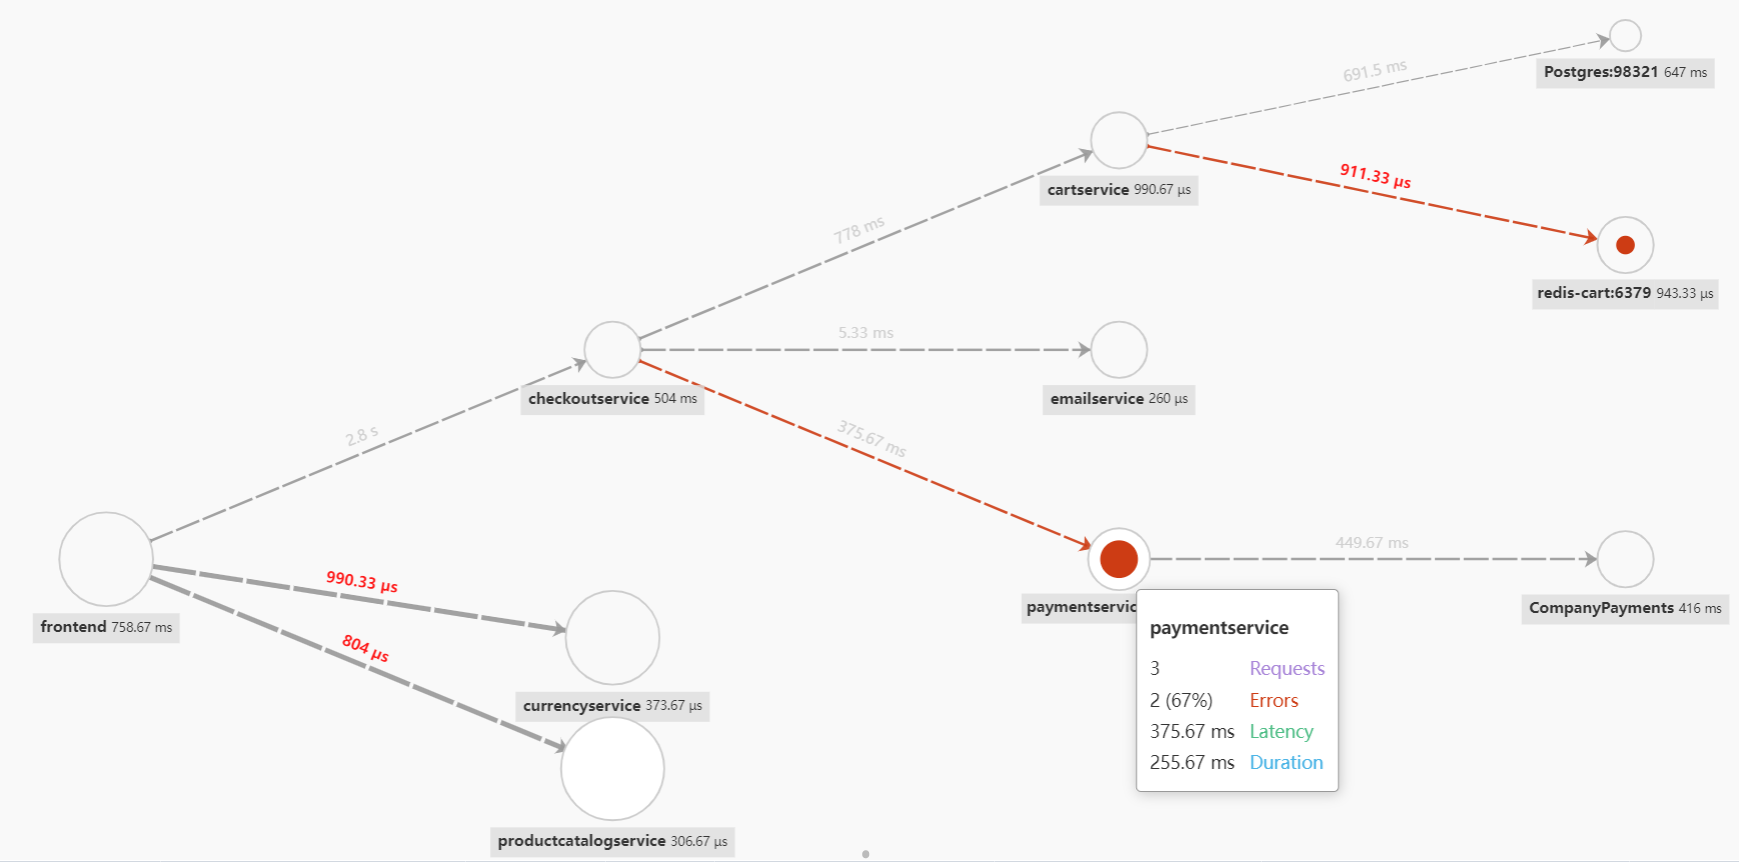 691.5 ms
Postgres:98321 647 ms
911.33 µs
cartservice 990.67 µs
778 ms
redis-cart:6379 943.33 µs
5.33 ms
checkoutservice 504 ms
emailservice 260 µs
2.8 s
375.67 ms
449.67 ms
990.33 µs
frontend 758.67 ms
804 µs
paymentservic
CompanyPayments 416 ms
paymentservice
3 Requests
2 (67%) Errors
375.67 ms Latency
255.67 ms Duration
currencyservice 373.67 µs
productcatalogservice 306.67 µs